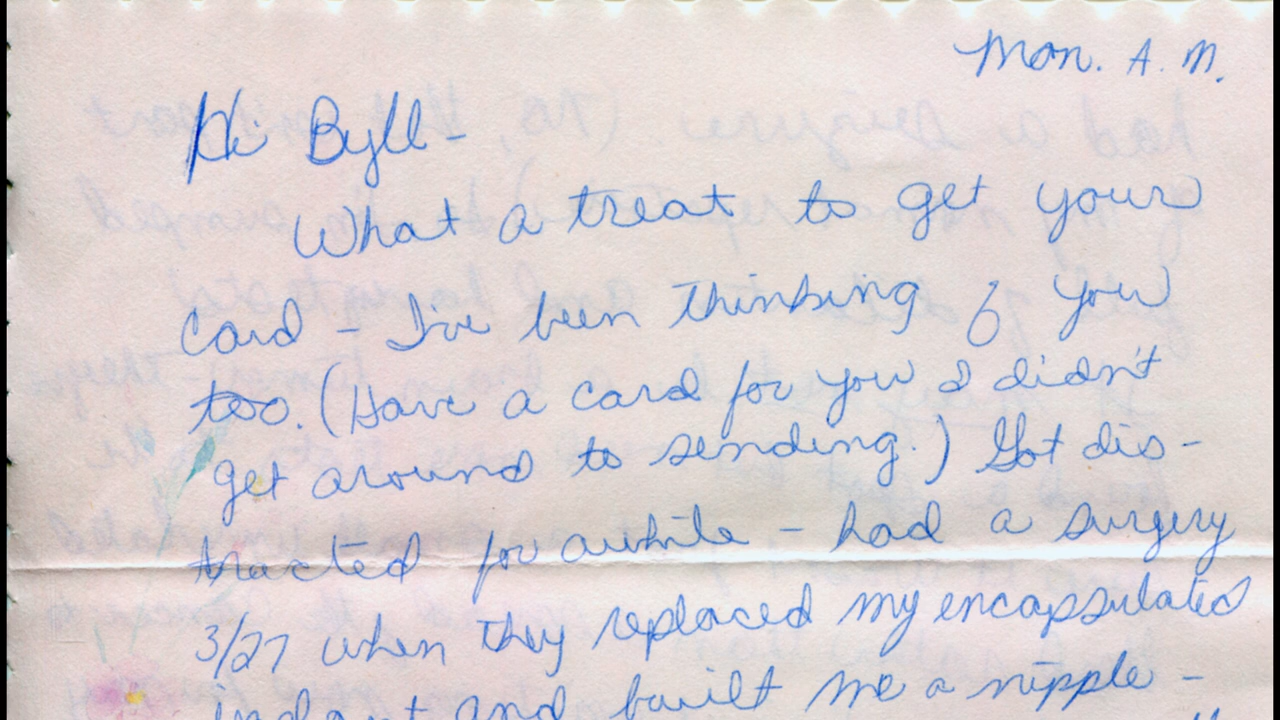 Mon. A. M.
Hi Byll-
What a treat to get your
card - I've been thinking of you
too. (Have a card for you I didn't
get around to sending.) Got dis-
tracted for awhile - had a surgery
3/27 when they replaced my encapsulated
implant and built me a nipple -